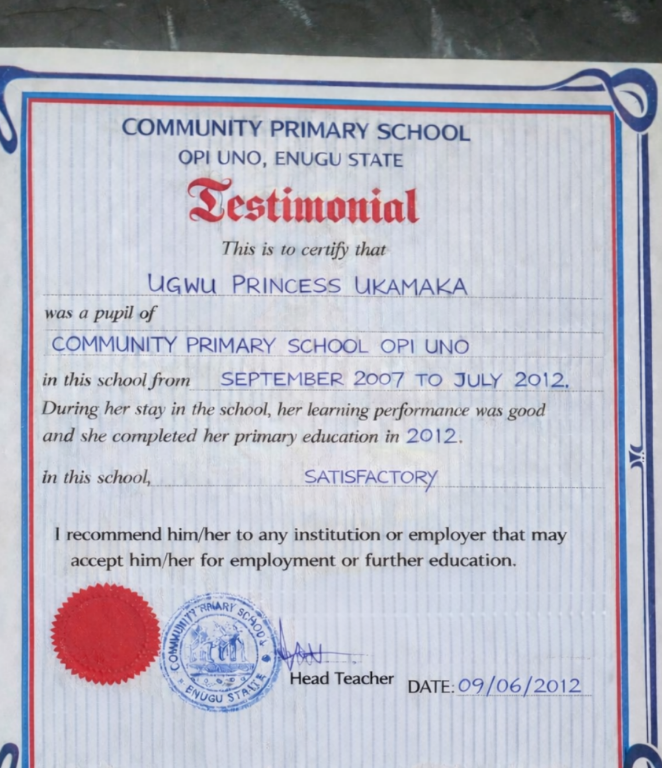 COMMUNITY PRIMARY SCHOOL
OPI UNO, ENUGU STATE
Testimonial
This is to certify that
UGWU PRINCESS UKAMAKA
was a pupil of
COMMUNITY PRIMARY SCHOOL OPI UNO
in this school from SEPTEMBER 2007 TO JULY 2012.
During her stay in the school, her learning performance was good
and she completed her primary education in 2012.
in this school, SATISFACTORY
I recommend him/her to any institution or employer that may
accept him/her for employment or further education.
COMMUNITY SCHOOL
ENUGU
Head Teacher
DATE: 09/06/2012